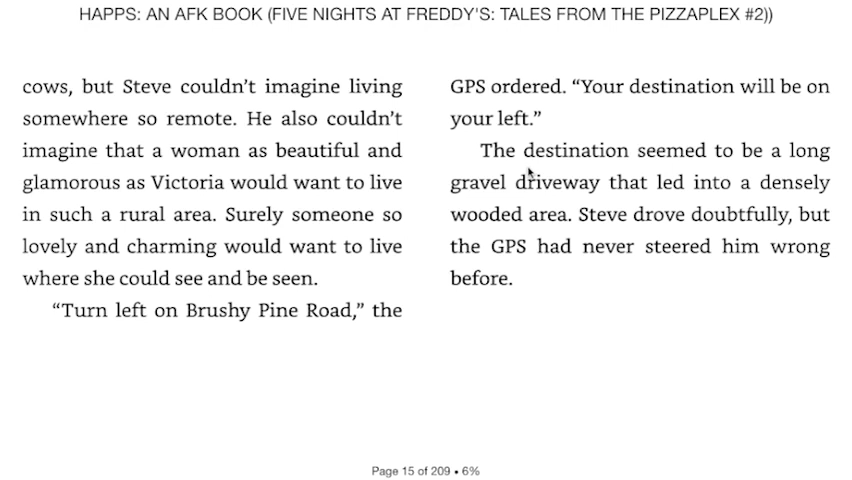 HAPPS: AN AFK BOOK (FIVE NIGHTS AT FREDDY'S: TALES FROM THE PIZZAPLEX #2))
cows, but Steve couldn’t imagine living
somewhere so remote. He also couldn’t
imagine that a woman as beautiful and
glamorous as Victoria would want to live
in such a rural area. Surely someone so
lovely and charming would want to live
where she could see and be seen.
“Turn left on Brushy Pine Road,” the
GPS ordered. “Your destination will be on
your left.”
The destination seemed to be a long
gravel driveway that led into a densely
wooded area. Steve drove doubtfully, but
the GPS had never steered him wrong
before.
Page 15 of 209 • 6%